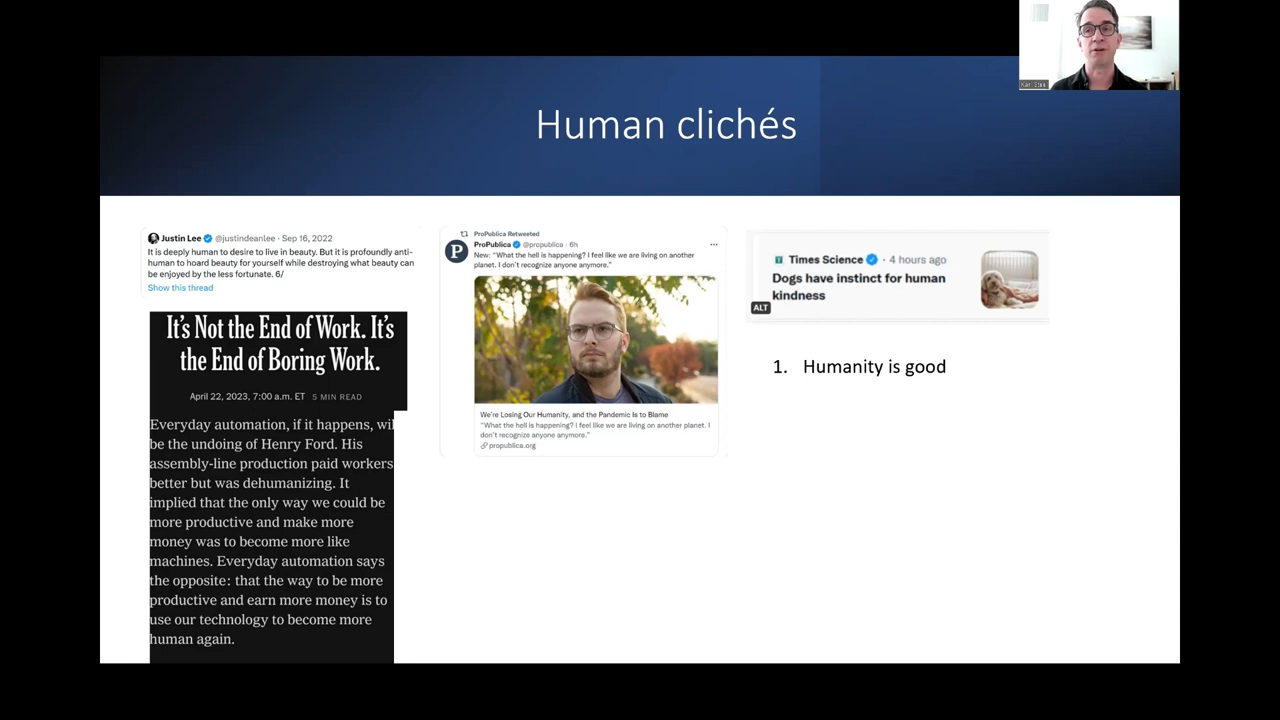 Human clichés
Justin Lee @justindeanlee · Sep 16, 2022
It is deeply human to desire to live in beauty. But it is profoundly anti-
human to hoard beauty for yourself while destroying what beauty can
be enjoyed by the less fortunate. 6/
Show this thread
It's Not the End of Work. It's
the End of Boring Work.
April 22, 2023, 7:00 a.m. ET 5 MIN READ
Everyday automation, if it happens, wil
be the undoing of Henry Ford. His
assembly-line production paid workers
better but was dehumanizing. It
implied that the only way we could be
more productive and make more
money was to become more like
machines. Everyday automation says
the opposite: that the way to be more
productive and earn more money is to
use our technology to become more
human again.
ProPublica Retweeted
P
ProPublica @propublica · 6h
New: "What the hell is happening? I feel like we are living on another
planet. I don't recognize anyone anymore."
We're Losing Our Humanity, and the Pandemic Is to Blame
"What the hell is happening? I feel like we are living on another planet. I
don't recognize anyone anymore."
propublica.org
T Times Science · 4 hours ago
Dogs have instinct for human
kindness
ALT
1. Humanity is good